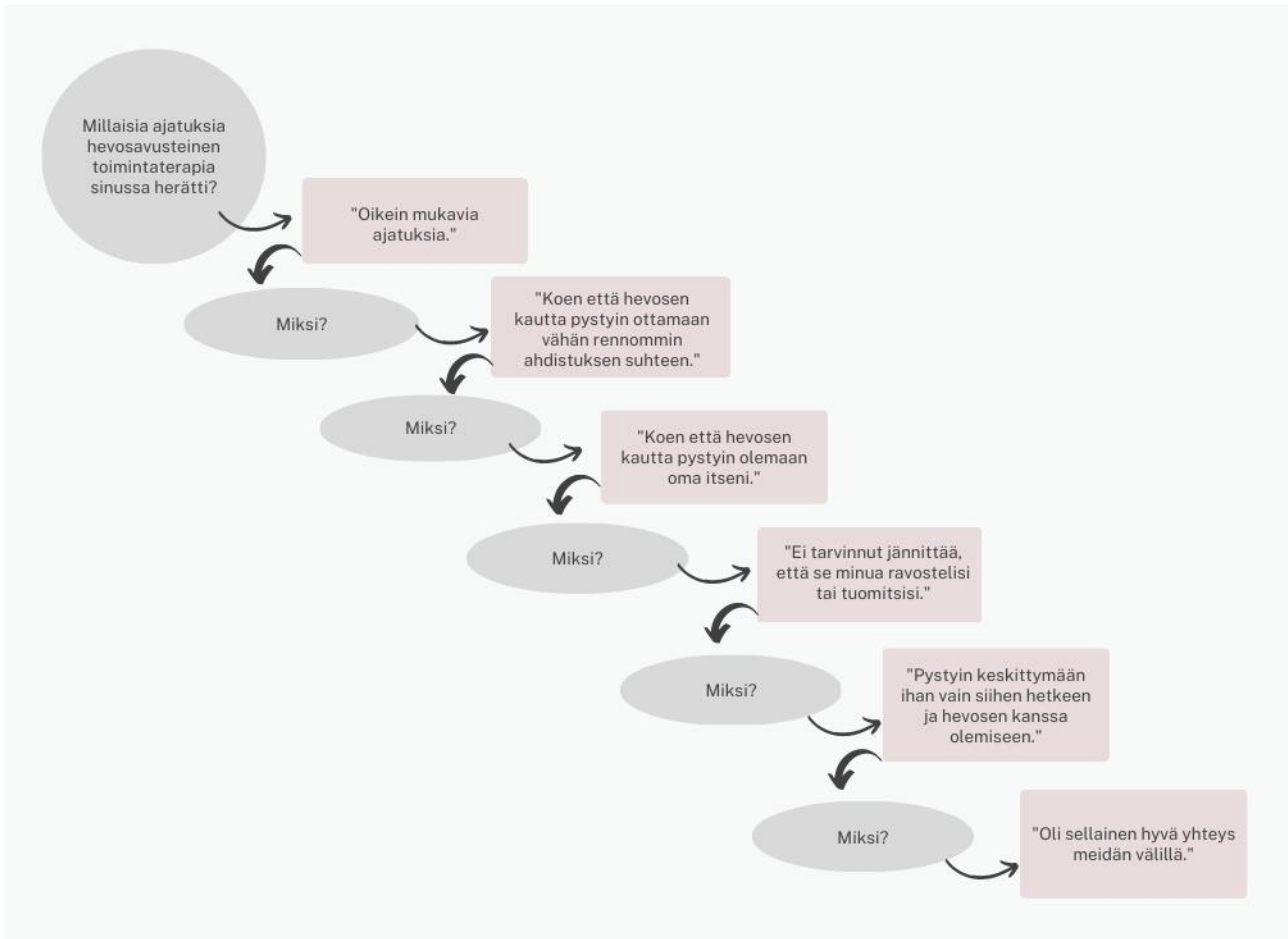 Millaisia ajatuksia
hevosavusteinen
toimintaterapia
sinussa herätti?
"Oikein mukavia
ajatuksia."
Miksi?
"Koen että hevosen
kautta pystyin ottamaan
vähän rennommin
ahdistuksen suhteen."
Miksi?
"Koen että hevosen
kautta pystyin olemaan
oma itseni."
Miksi?
"Ei tarvinnut jännittää,
että se minua ravostelisi
tai tuomitsisi."
Miksi?
"Pystyin keskittymään
ihan vain siihen hetkeen
ja hevosen kanssa
olemiseen."
Miksi?
"Oli sellainen hyvä yhteys
meidän välillä."